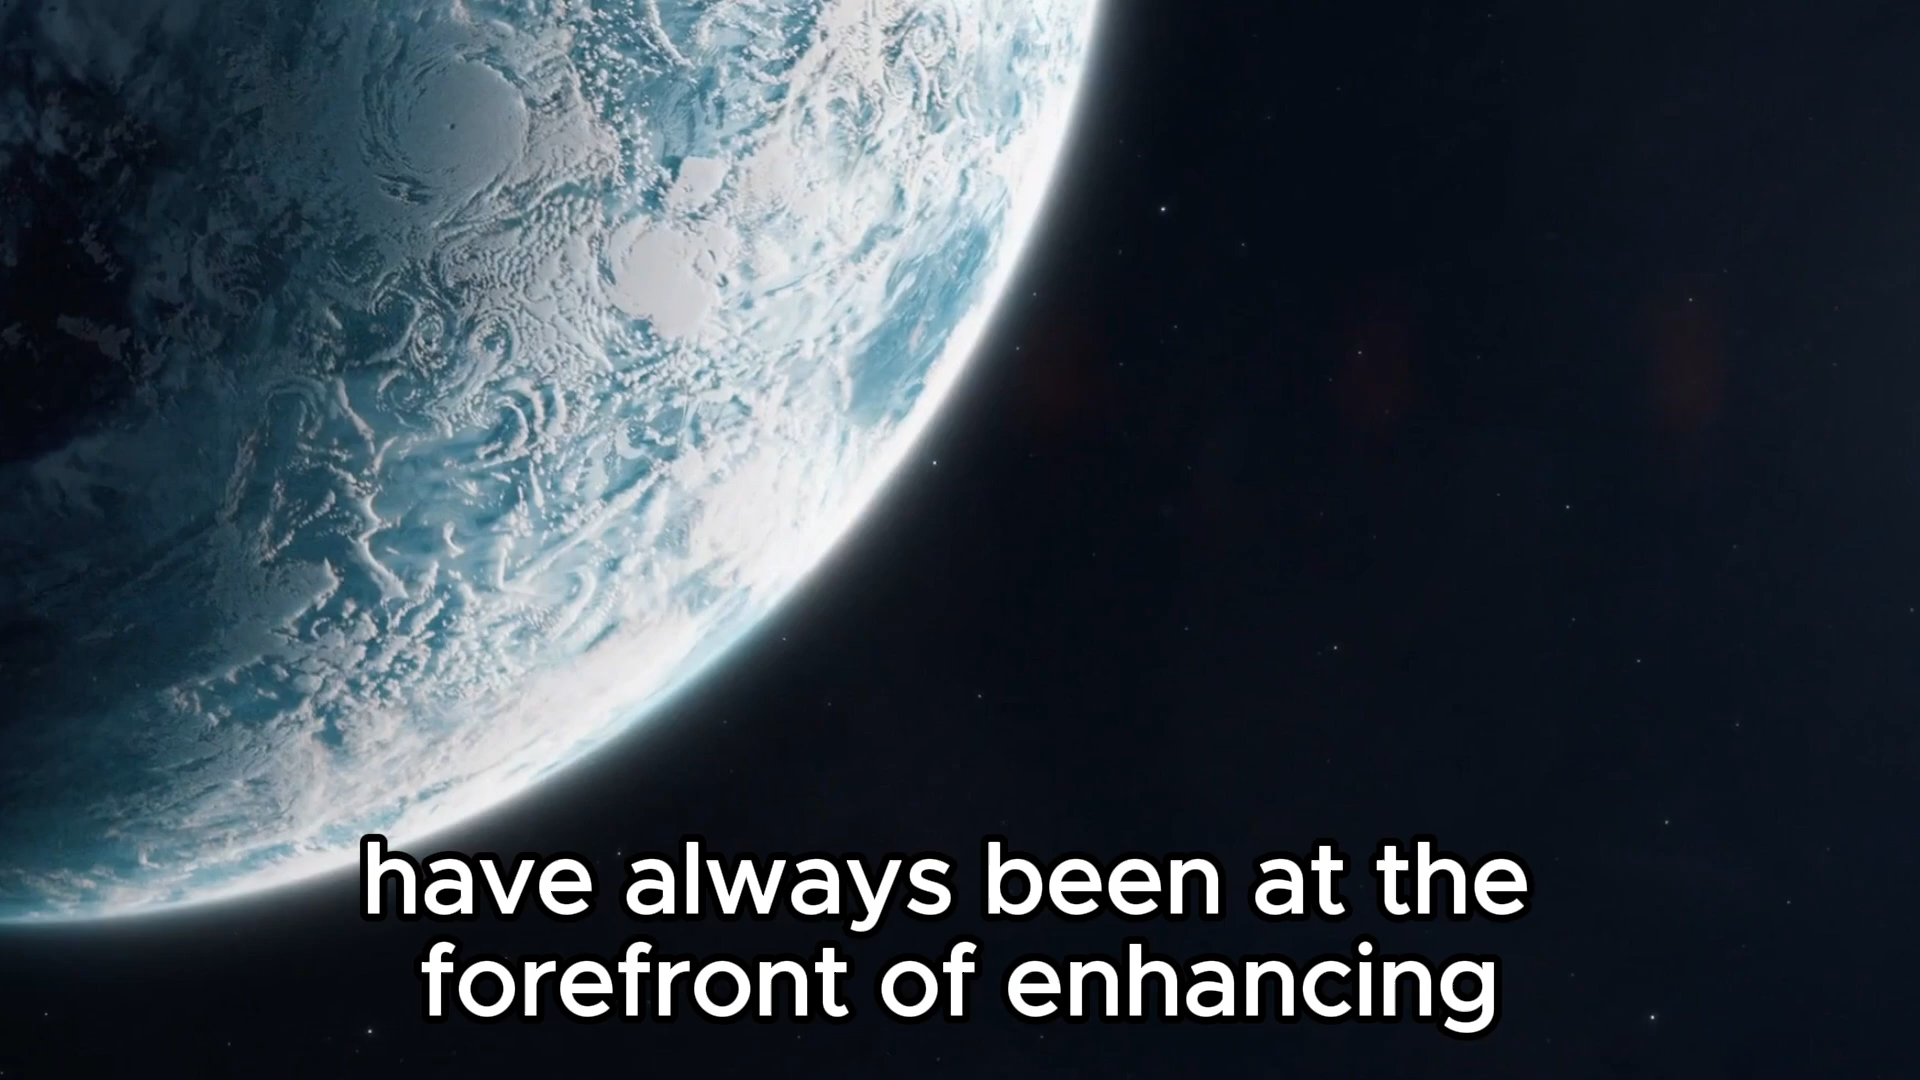 have always been at the
forefront of enhancing